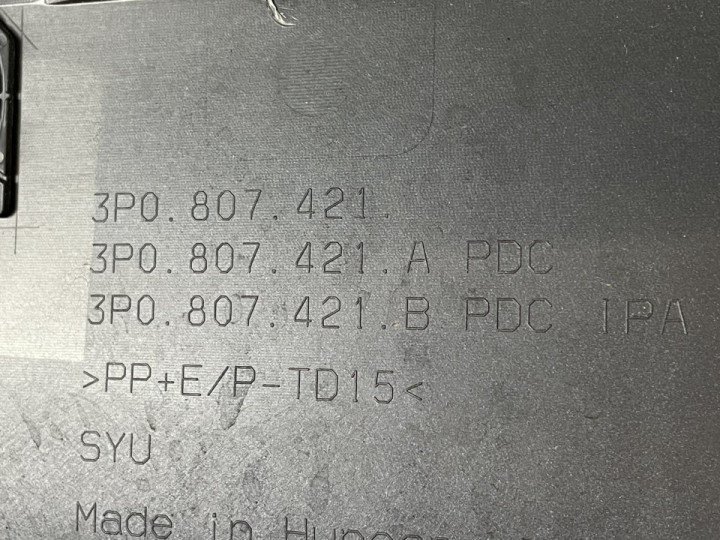 3P0.807.421.
3P0.807.421.A PDC
3P0.807.421.B PDC IPA
>PP+E/P-TD15<
SYU
Made in